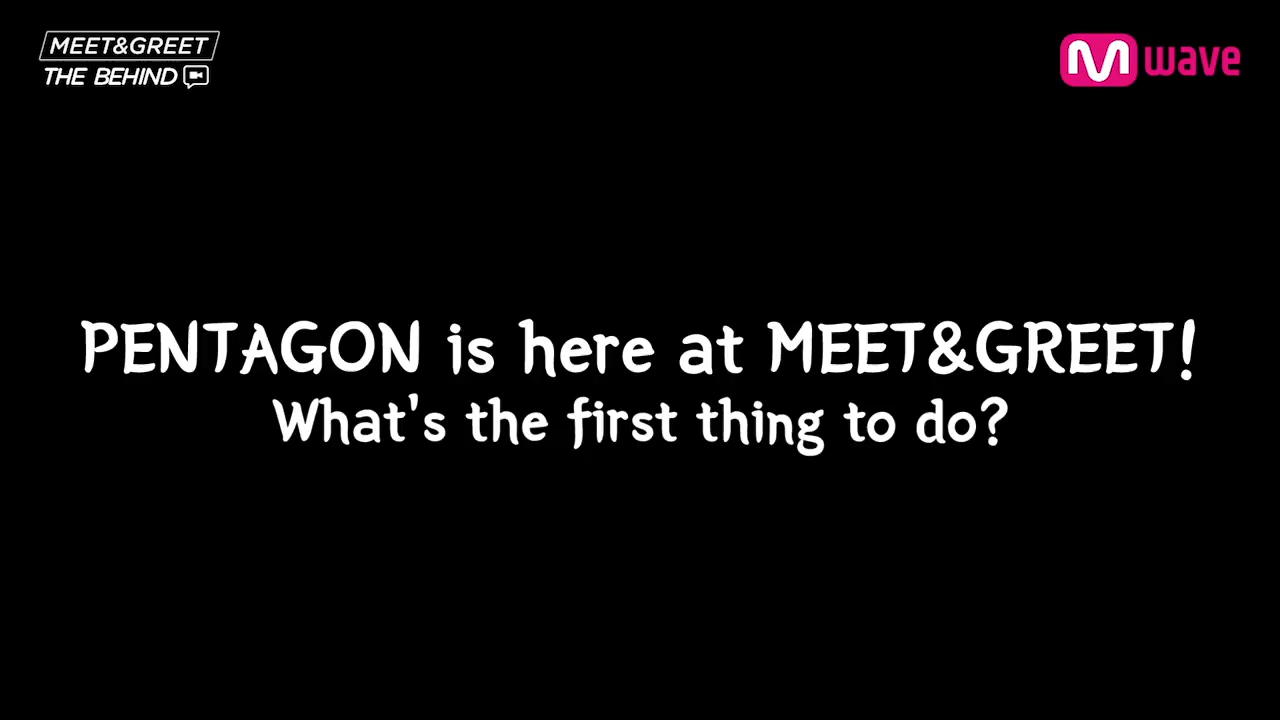 MEET&GREET
THE BEHIND
M wave
PENTAGON is here at MEET&GREET!
What's the first thing to do?